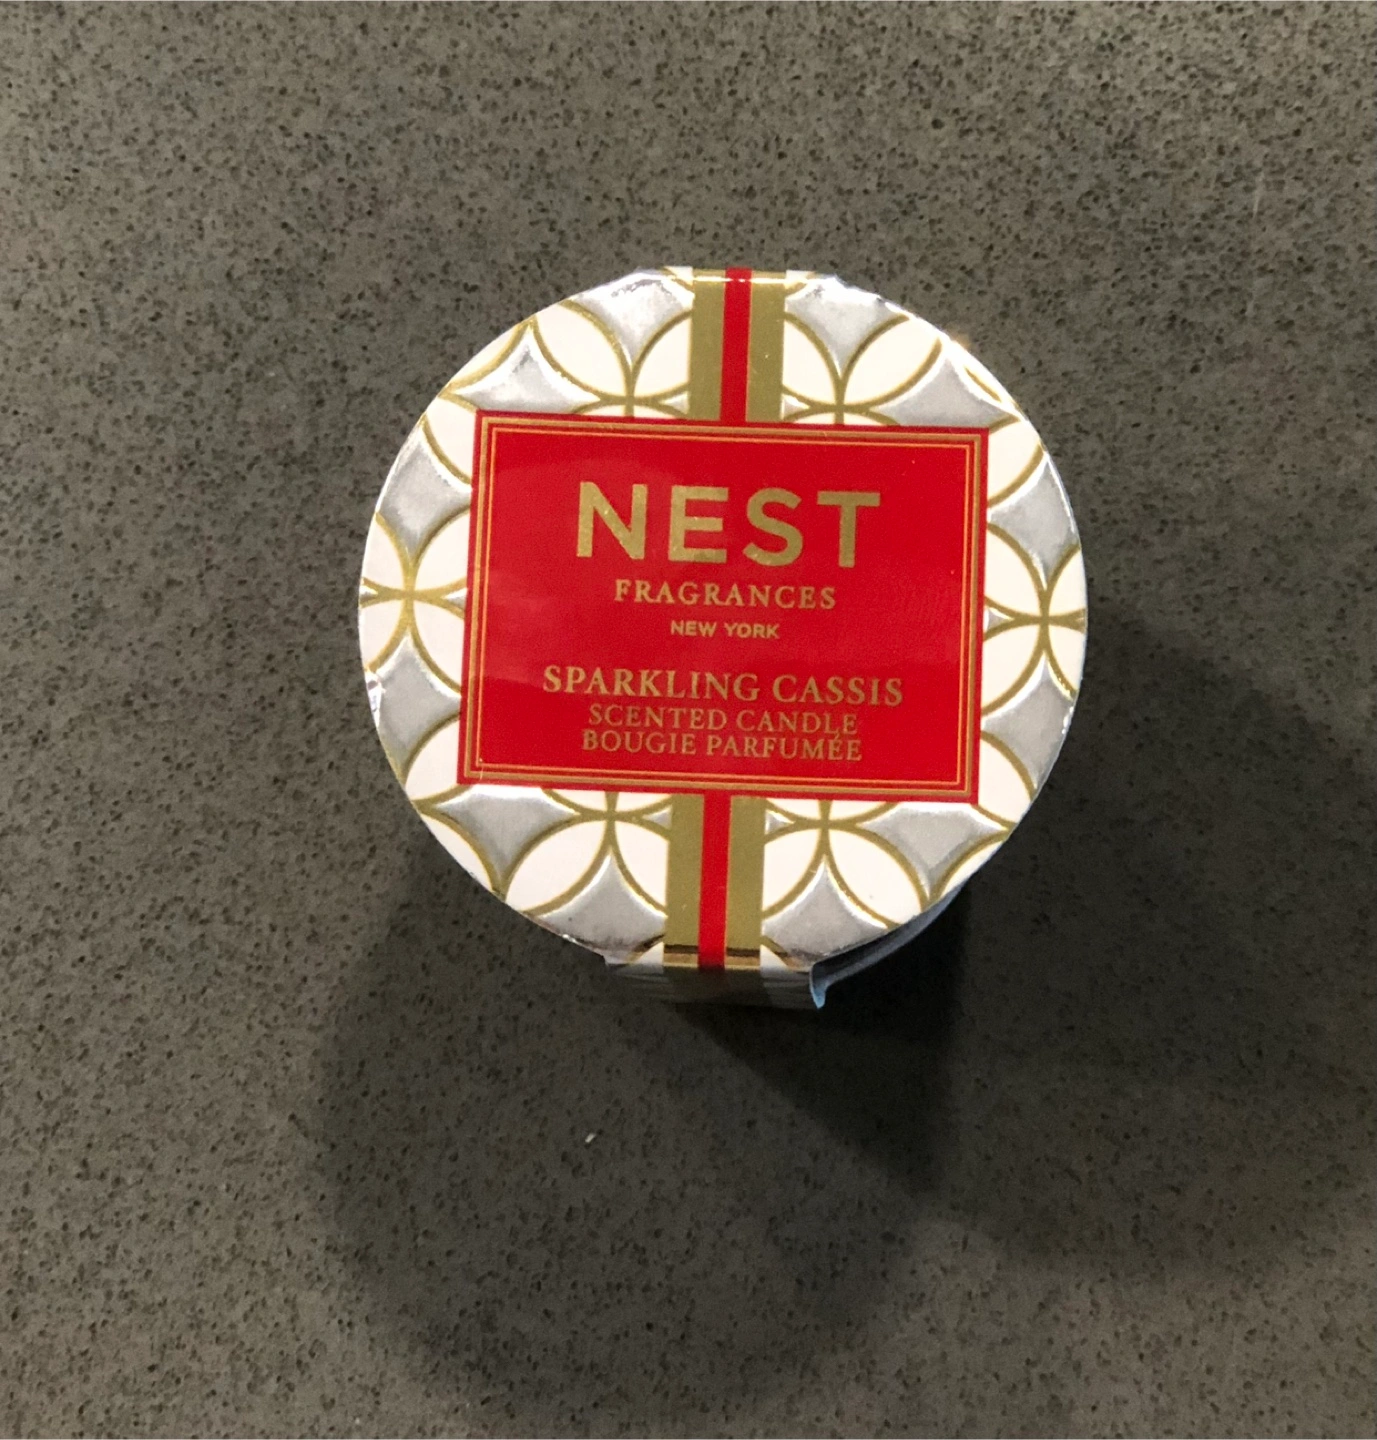 NEST
FRAGRANCES
NEW YORK
SPARKLING CASSIS
SCENTED CANDLE
BOUGIE PARFUMÉE